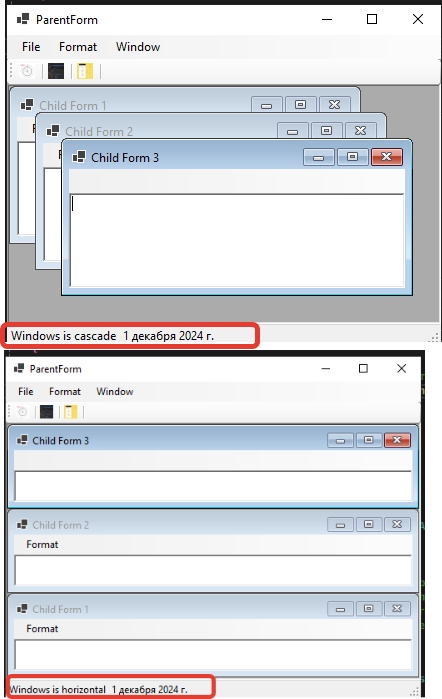 ParentForm
File Format Window
Child Form 1
Child Form 2
F
F
Child Form 3
Windows is cascade 1 декабря 2024 г.
ParentForm
File Format Window
Child Form 3
Child Form 2
Format
Child Form 1
Format
Windows is horizontal 1 декабря 2024 г.